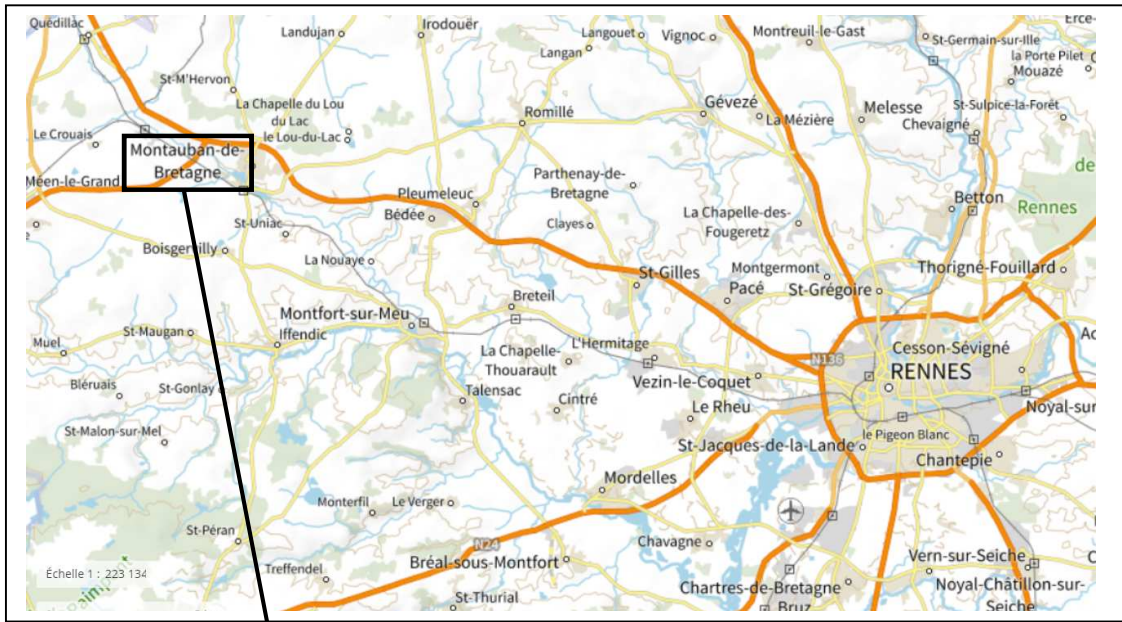 Quédillac
Landujan
Irodouër
Langouet
Langan
Vignoc
Montreuil-le-Gast
St-Germain-sur-Ille
la Porte Pilet
Mouazé
St-M'Hervon
La Chapelle du Lou
du Lac
le Lou-du-Lac
Romillé
Gévezé
La Mézière
Melesse
St-Sulpice-la-Forêt
Chevaigné
Le Crouais
Montauban-de-
Bretagne
Méen-le-Grand
Pleumeleuc
Bédée
Parthenay-de-
Bretagne
Clayes
La Chapelle-des-
Fougeretz
Betton
de
Rennes
St-Uniac
Boisgervilly
La Nouaye
St-Gilles
Montgermont
Pacé
St-Grégoire
Thorigné-Fouillard
Breteil
Montfort-sur-Meu
Iffendic
St-Maugan
Muel
L'Hermitage
La Chapelle-
Thouarault
N136
Cesson-Sévigné
RENNES
Vezin-le-Coquet
Bléruais
St-Gonlay
Talensac
Cintré
Le Rheu
Noyal-sur
St-Malon-sur-Mel
St-Jacques-de-la-Lande
le Pigeon Blanc
Chantepie
Mordelles
Monterfil
Le Verger
St-Péran
N24
Chavagne
Bréal-sous-Montfort
Vern-sur-Seiche
Échelle 1 : 223 134
Treffendel
St-Thurial
Chartres-de-Bretagne
Bruz
Noyal-Châtillon-sur-
Seiche